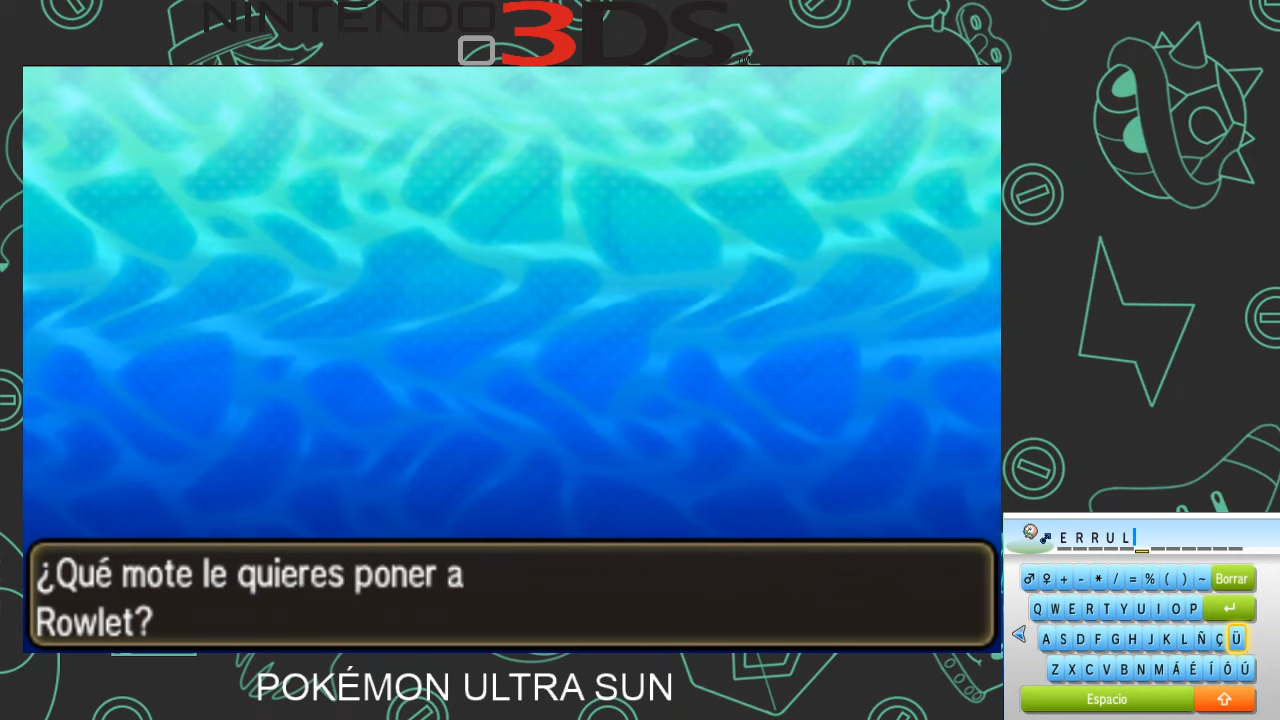 NINTENDO 3DS
¿Qué mote le quieres poner a
Rowlet?
ERRUL
♂ ♀ + - * / = % ( ) ~ Borrar
Q W E R T Y U I O P
A S D F G H J K L Ñ Ç Ü
Z X C V B N M Á É Í Ó Ú
Espacio
POKÉMON ULTRA SUN